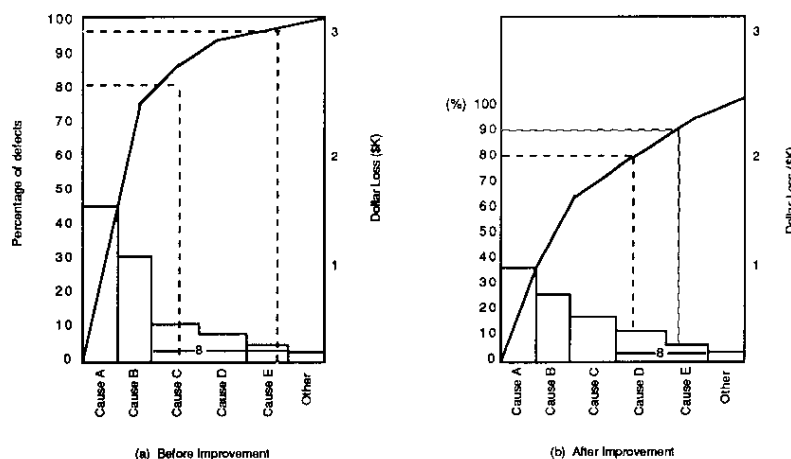 Percentage of defects
100
90
80
70
60
50
40
30
20
10
0
3
2
1
Dollar Loss ($K)
8
Cause A
Cause B
Cause C
Cause D
Cause E
Other
(a) Before Improvement
(%)
100
90
80
70
60
50
40
30
20
10
0
3
2
1
Dollar Loss ($K)
8
Cause A
Cause B
Cause C
Cause D
Cause E
Other
(b) After Improvement